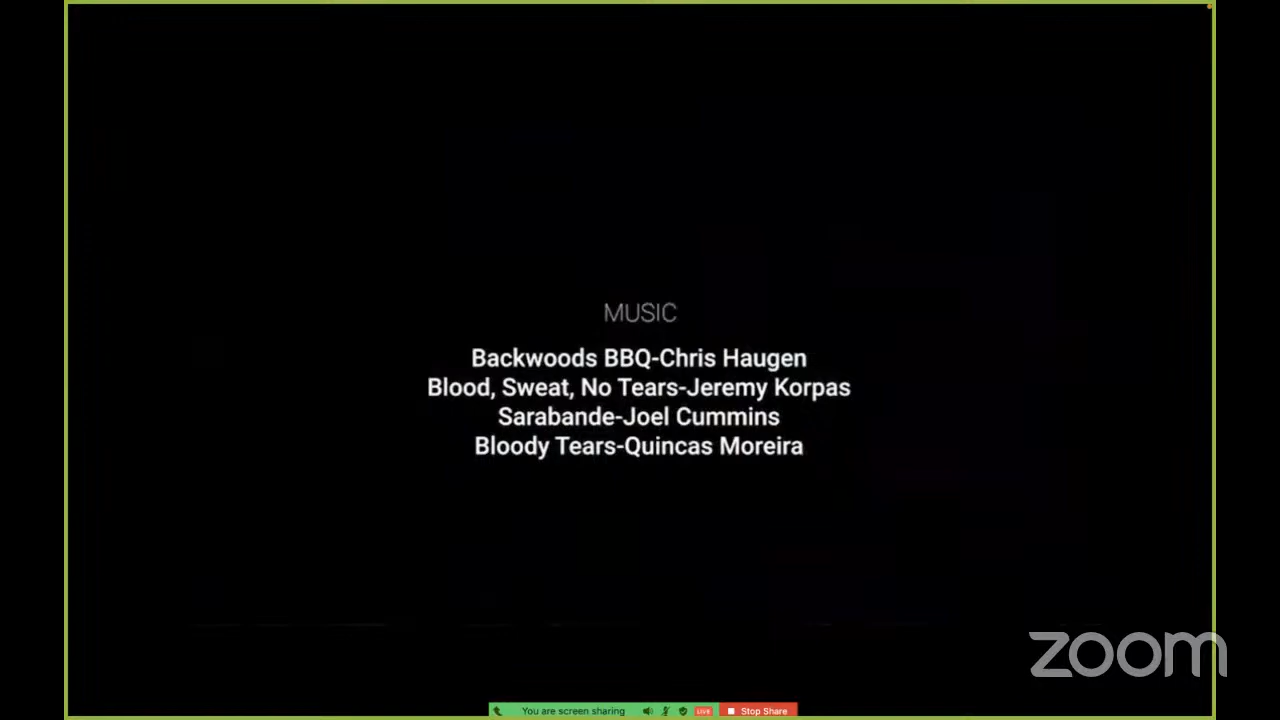 MUSIC
Backwoods BBQ-Chris Haugen
Blood, Sweat, No Tears-Jeremy Korpas
Sarabande-Joel Cummins
Bloody Tears-Quincas Moreira
zoom
You are screen sharing LIVE Stop Share